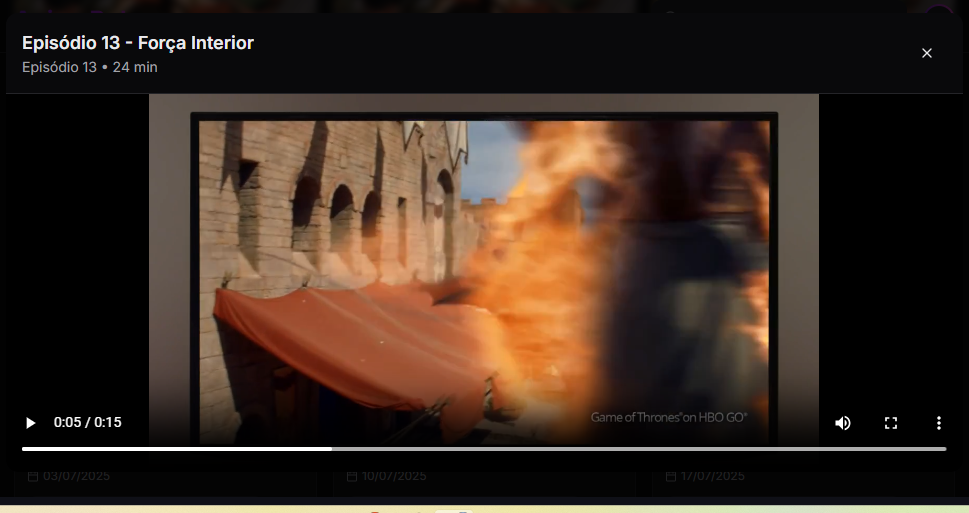 Episódio 13 - Força Interior
Episódio 13 • 24 min
Game of Thrones® on HBO GO®
0:05 / 0:15
03/07/2025
10/07/2025
17/07/2025